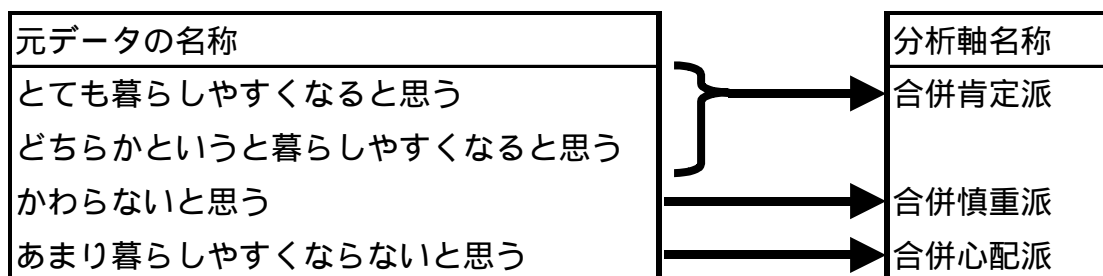 元データの名称
分析軸名称
とても暮らしやすくなると思う
合併肯定派
どちらかというと暮らしやすくなると思う
かわらないと思う
合併慎重派
あまり暮らしやすくならないと思う
合併心配派